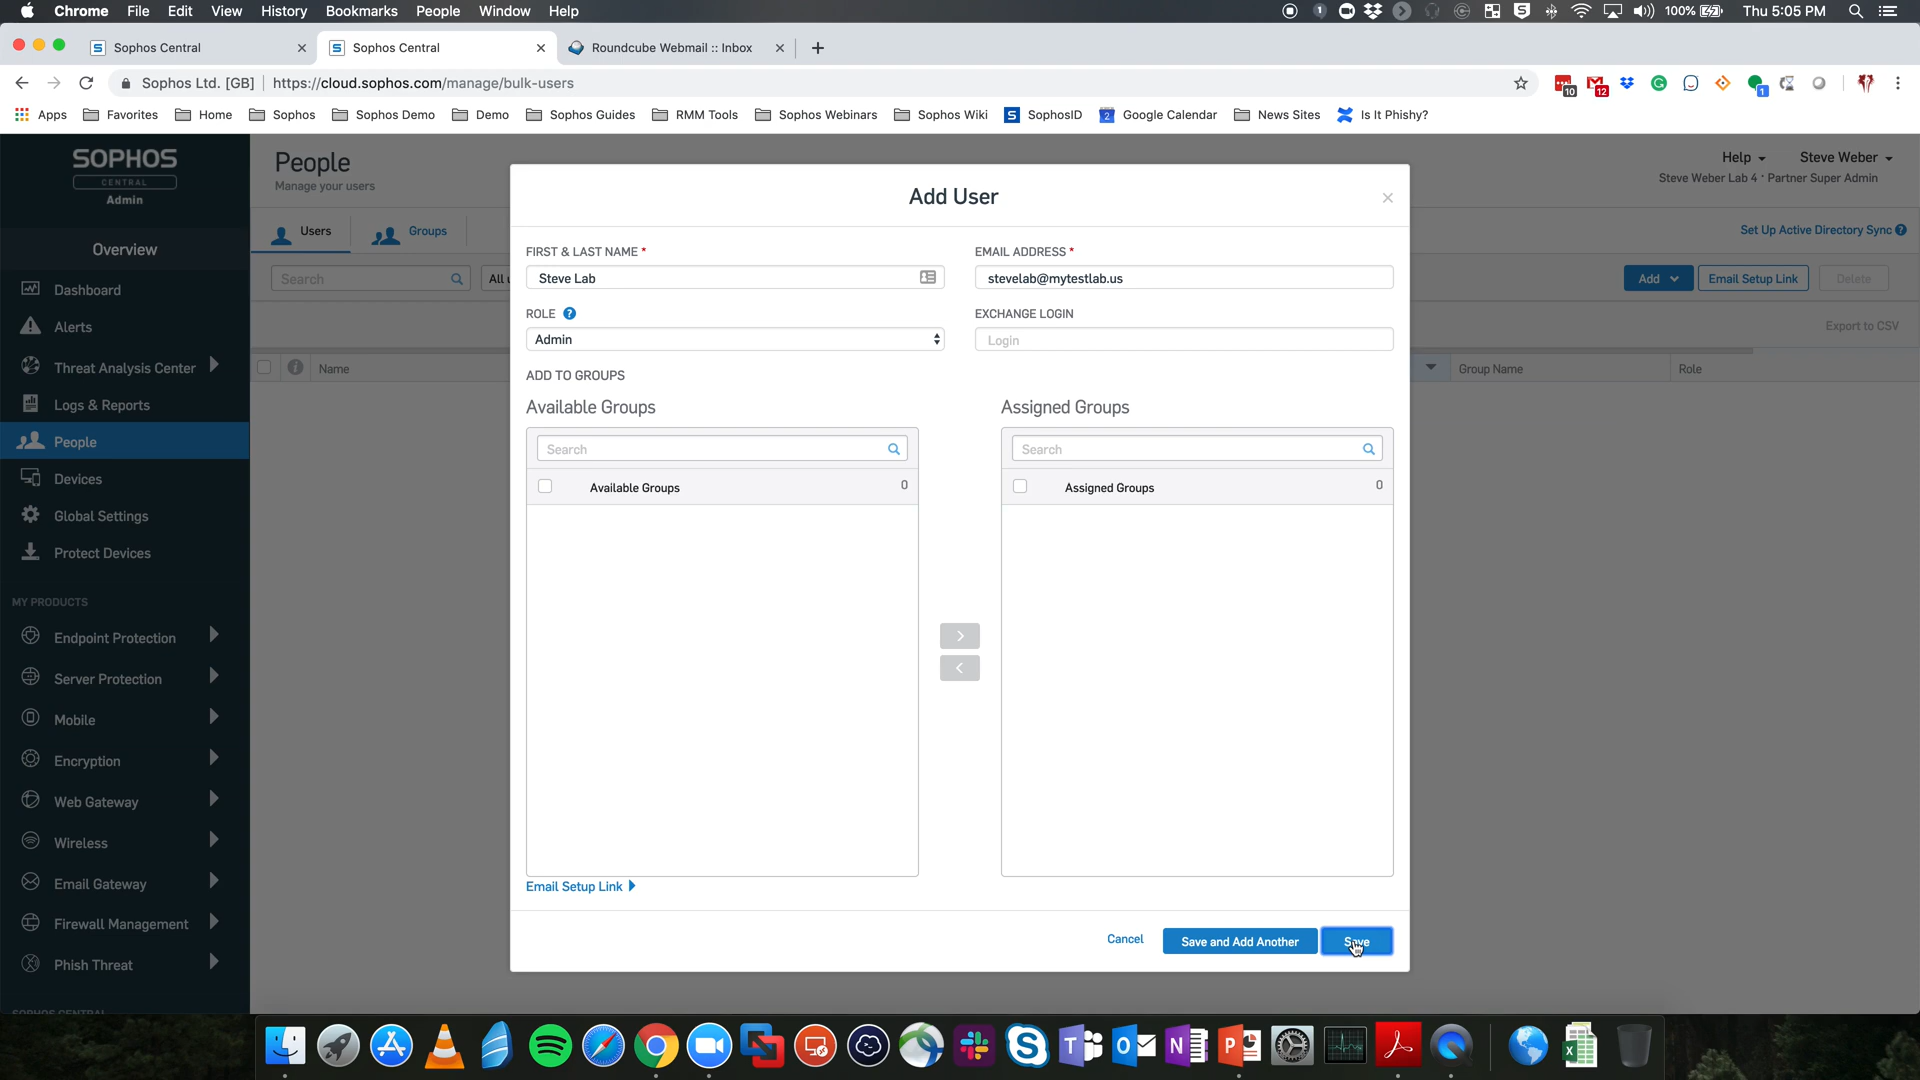 Chrome File Edit View History Bookmarks People Window Help
100% Thu 5:05 PM
Sophos Central
Sophos Central
Roundcube Webmail :: Inbox
Sophos Ltd. [GB] https://cloud.sophos.com/manage/bulk-users
10 12 1
Apps Favorites Home Sophos Sophos Demo Demo Sophos Guides RMM Tools Sophos Webinars Sophos Wiki SophosID Google Calendar News Sites Is It Phishy?
SOPHOS
CENTRAL
Admin
Overview
Dashboard
Alerts
Threat Analysis Center
Logs & Reports
People
Devices
Global Settings
Protect Devices
MY PRODUCTS
Endpoint Protection
Server Protection
Mobile
Encryption
Web Gateway
Wireless
Email Gateway
Firewall Management
Phish Threat
SOPHOS CENTRAL
People
Manage your users
Help Steve Weber
Steve Weber Lab 4 · Partner Super Admin
Users Groups
Set Up Active Directory Sync
Search
All
Add Email Setup Link Delete
Export to CSV
Name Group Name Role
Add User
FIRST & LAST NAME *
Steve Lab
EMAIL ADDRESS *
stevelab@mytestlab.us
ROLE ?
Admin
EXCHANGE LOGIN
Login
ADD TO GROUPS
Available Groups
Search
Available Groups 0
Assigned Groups
Search
Assigned Groups 0
Email Setup Link
Cancel Save and Add Another Save